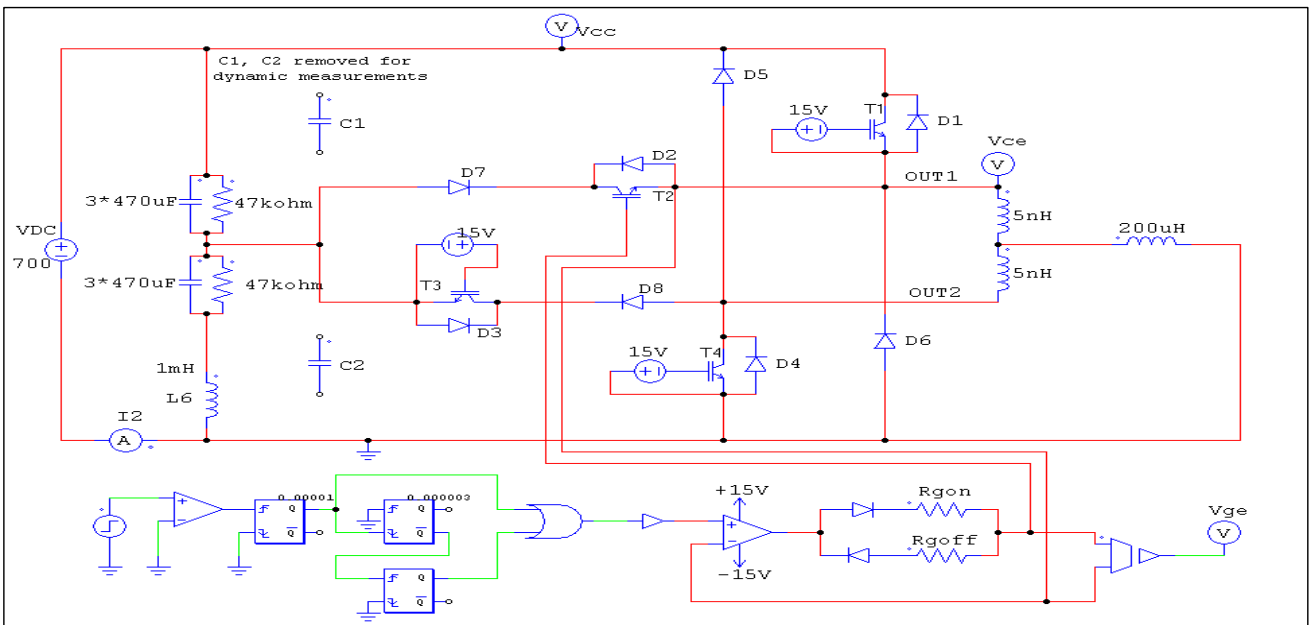 Vcc
C1, C2 removed for
dynamic measurements
D5
15V
T1
D1
C1
Vce
D2
D7
OUT1
T2
3*470uF
47kohm
5nH
15V
200uH
VDC
700
3*470uF
47kohm
T3
D8
5nH
OUT2
D3
D6
15V
T4
D4
C2
1mH
L6
I2
A
0.00001
0.000003
+15V
Rgon
Vge
V
Rgoff
-15V
Q
Q
Q
Q
Q
Q
V
V